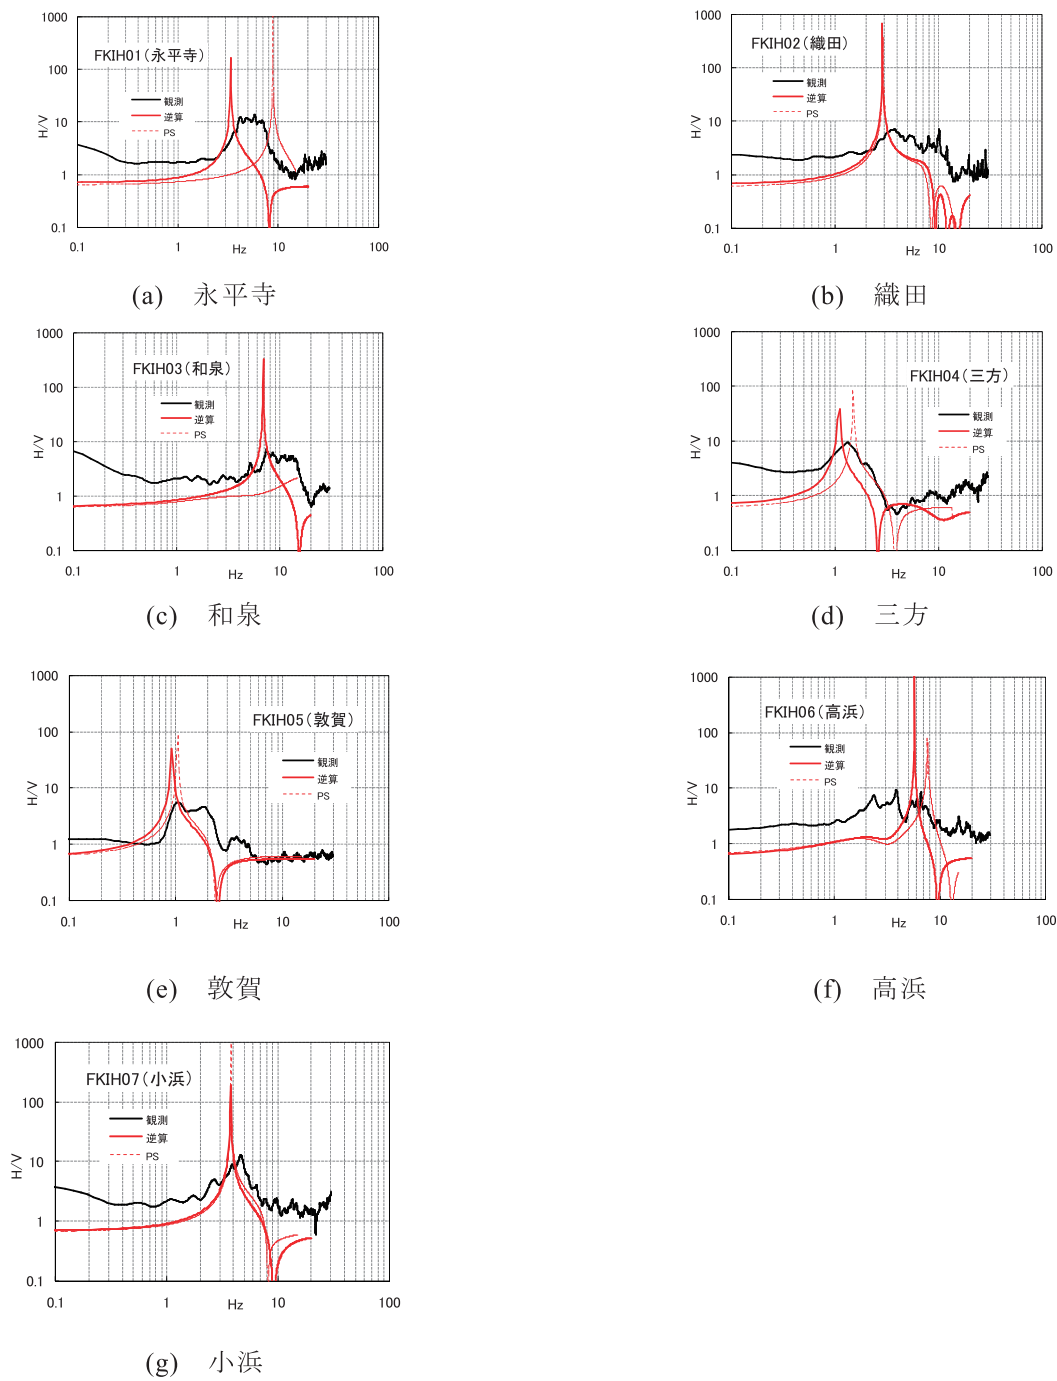 1000
100
10
1
0.1
H/V
FKIH01(永平寺)
観測
逆算
PS
0.1
1
Hz
10
100
(a) 永平寺
1000
100
10
1
0.1
H/V
FKIH02(織田)
観測
逆算
PS
0.1
1
Hz
10
100
(b) 織田
1000
100
10
1
0.1
H/V
FKIH03(和泉)
観測
逆算
PS
0.1
1
Hz
10
100
(c) 和泉
1000
100
10
1
0.1
H/V
FKIH04(三方)
観測
逆算
PS
0.1
1
Hz
10
100
(d) 三方
1000
100
10
1
0.1
H/V
FKIH05(敦賀)
観測
逆算
PS
0.1
1
Hz
10
100
(e) 敦賀
1000
100
10
1
0.1
H/V
FKIH06(高浜)
観測
逆算
PS
0.1
1
Hz
10
100
(f) 高浜
1000
100
10
1
0.1
H/V
FKIH07(小浜)
観測
逆算
PS
0.1
1
Hz
10
100
(g) 小浜